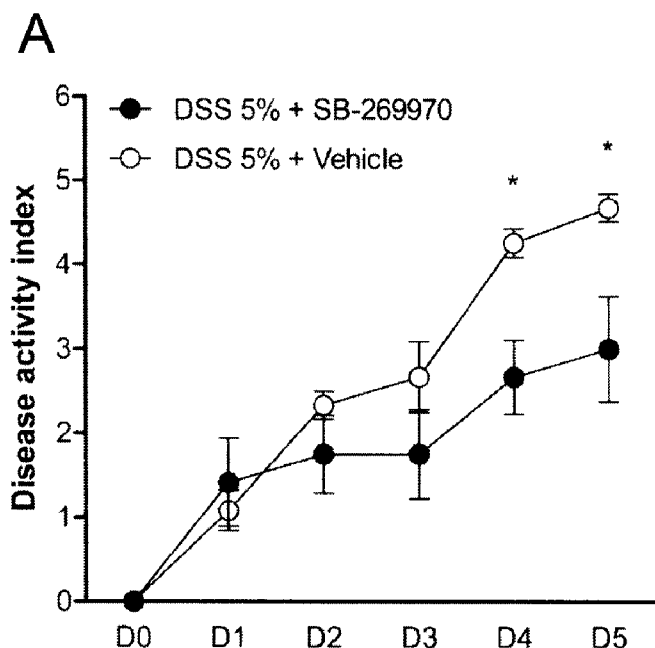 A
DSS 5% + SB-269970
DSS 5% + Vehicle
Disease activity index
6
5
4
3
2
1
0
* *
D0 D1 D2 D3 D4 D5